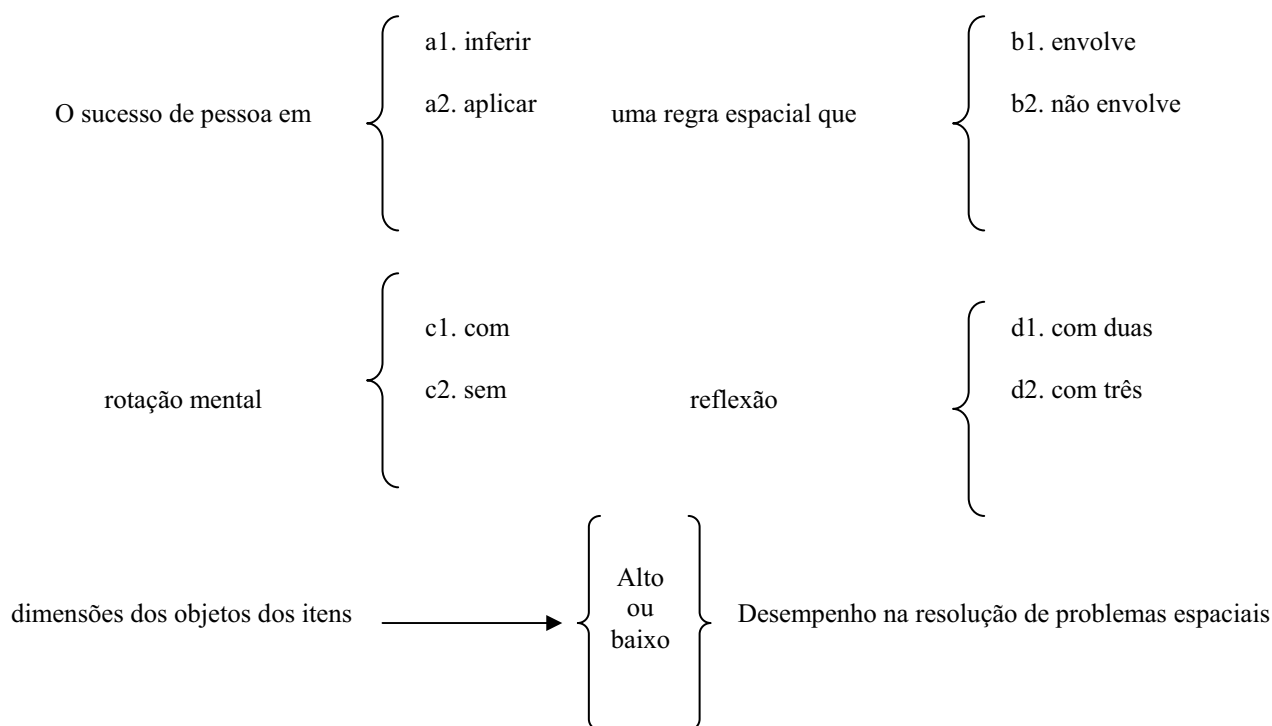 O sucesso de pessoa em
a1. inferir
a2. aplicar
uma regra espacial que
b1. envolve
b2. não envolve
rotação mental
c1. com
c2. sem
reflexão
d1. com duas
d2. com três
dimensões dos objetos dos itens
Alto
ou
baixo
Desempenho na resolução de problemas espaciais